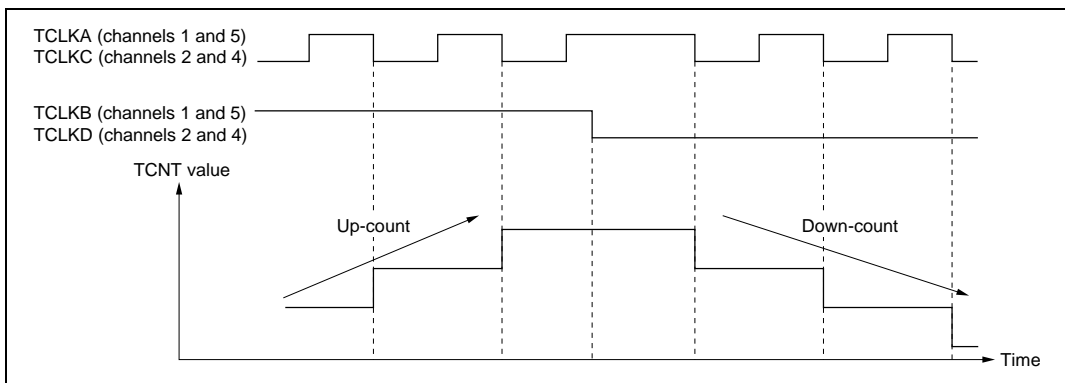 TCLKA (channels 1 and 5)
TCLKC (channels 2 and 4)
TCLKB (channels 1 and 5)
TCLKD (channels 2 and 4)
TCNT value
Up-count
Down-count
Time